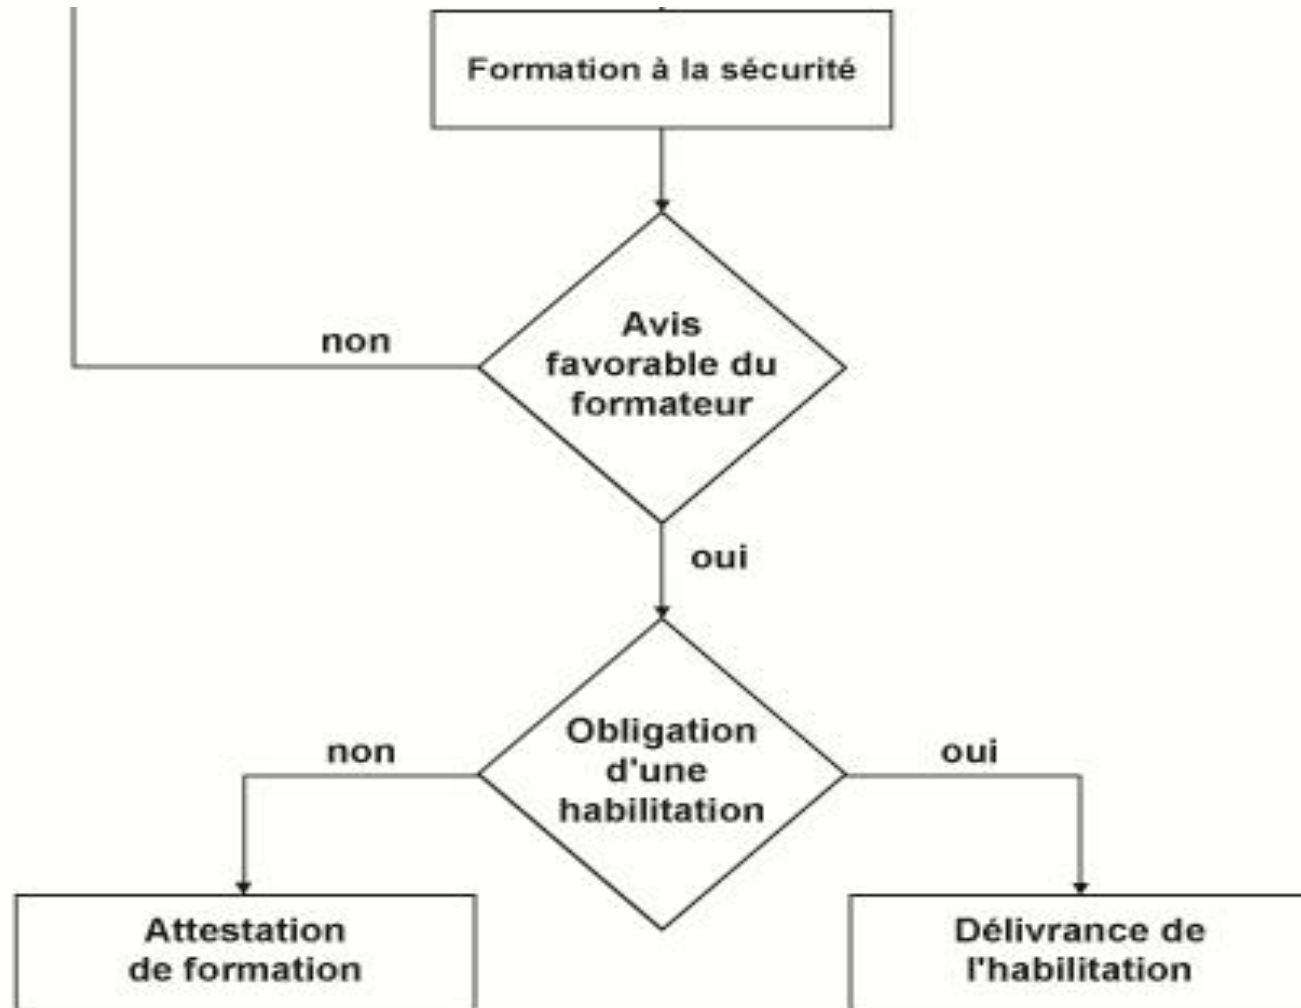 Formation à la sécurité
Avis
favorable du
formateur
non
oui
Obligation
d'une
habilitation
non
oui
Attestation
de formation
Délivrance de
l'habilitation